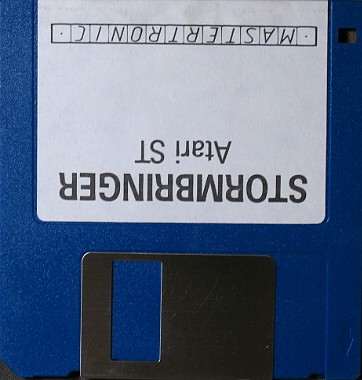 STORMBRINGER
Atari ST
· MASTERTRONIC ·